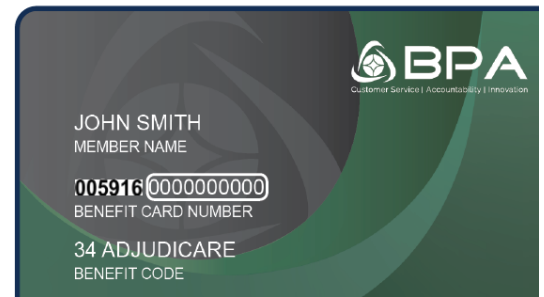 BPA
Customer Service | Accountability | Innovation
JOHN SMITH
MEMBER NAME
005916 0000000000
BENEFIT CARD NUMBER
34 ADJUDICARE
BENEFIT CODE